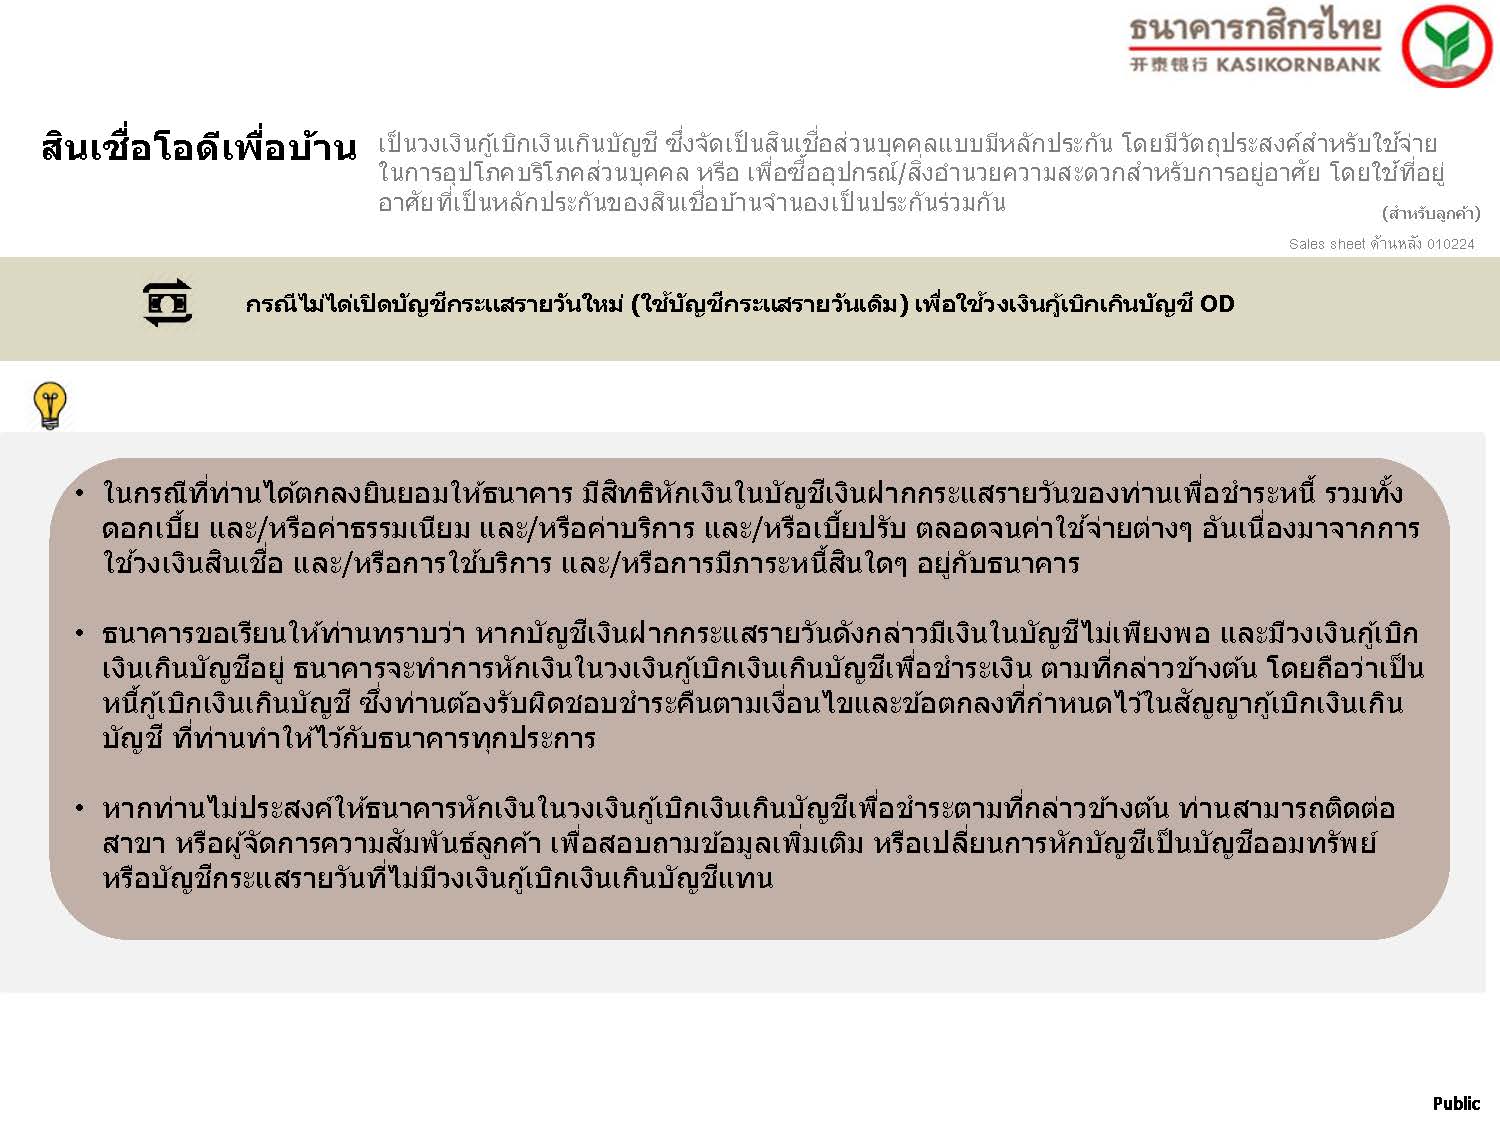 ธนาคารกสิกรไทย
开泰银行 KASIKORNBANK
สินเชื่อโอดีเพื่อบ้าน
เป็นวงเงินกู้เบิกเงินเกินบัญชี ซึ่งจัดเป็นสินเชื่อส่วนบุคคลแบบมีหลักประกัน โดยมีวัตถุประสงค์สำหรับใช้จ่าย
ในการอุปโภคบริโภคส่วนบุคคล หรือ เพื่อซื้ออุปกรณ์/สิ่งอำนวยความสะดวกสำหรับการอยู่อาศัย โดยใช้ที่อยู่
อาศัยที่เป็นหลักประกันของสินเชื่อบ้านจำนองเป็นประกันร่วมกัน
(สำหรับลูกค้า)
Sales sheet ด้านหลัง 010224
กรณีไม่ได้เปิดบัญชีกระแสรายวันใหม่ (ใช้บัญชีกระแสรายวันเดิม) เพื่อใช้วงเงินกู้เบิกเกินบัญชี OD
• ในกรณีที่ท่านได้ตกลงยินยอมให้ธนาคาร มีสิทธิหักเงินในบัญชีเงินฝากกระแสรายวันของท่านเพื่อชำระหนี้ รวมทั้ง
ดอกเบี้ย และ/หรือค่าธรรมเนียม และ/หรือค่าบริการ และ/หรือเบี้ยปรับ ตลอดจนค่าใช้จ่ายต่างๆ อันเนื่องมาจากการ
ใช้วงเงินสินเชื่อ และ/หรือการใช้บริการ และ/หรือการมีภาระหนี้สินใดๆ อยู่กับธนาคาร
• ธนาคารขอเรียนให้ท่านทราบว่า หากบัญชีเงินฝากกระแสรายวันดังกล่าวมีเงินในบัญชีไม่เพียงพอ และมีวงเงินกู้เบิก
เงินเกินบัญชีอยู่ ธนาคารจะทำการหักเงินในวงเงินกู้เบิกเงินเกินบัญชีเพื่อชำระเงิน ตามที่กล่าวข้างต้น โดยถือว่าเป็น
หนี้กู้เบิกเงินเกินบัญชี ซึ่งท่านต้องรับผิดชอบชำระคืนตามเงื่อนไขและข้อตกลงที่กำหนดไว้ในสัญญากู้เบิกเงินเกิน
บัญชี ที่ท่านทำให้ไว้กับธนาคารทุกประการ
• หากท่านไม่ประสงค์ให้ธนาคารหักเงินในวงเงินกู้เบิกเงินเกินบัญชีเพื่อชำระตามที่กล่าวข้างต้น ท่านสามารถติดต่อ
สาขา หรือผู้จัดการความสัมพันธ์ลูกค้า เพื่อสอบถามข้อมูลเพิ่มเติม หรือเปลี่ยนการหักบัญชีเป็นบัญชีออมทรัพย์
หรือบัญชีกระแสรายวันที่ไม่มีวงเงินกู้เบิกเงินเกินบัญชีแทน
Public